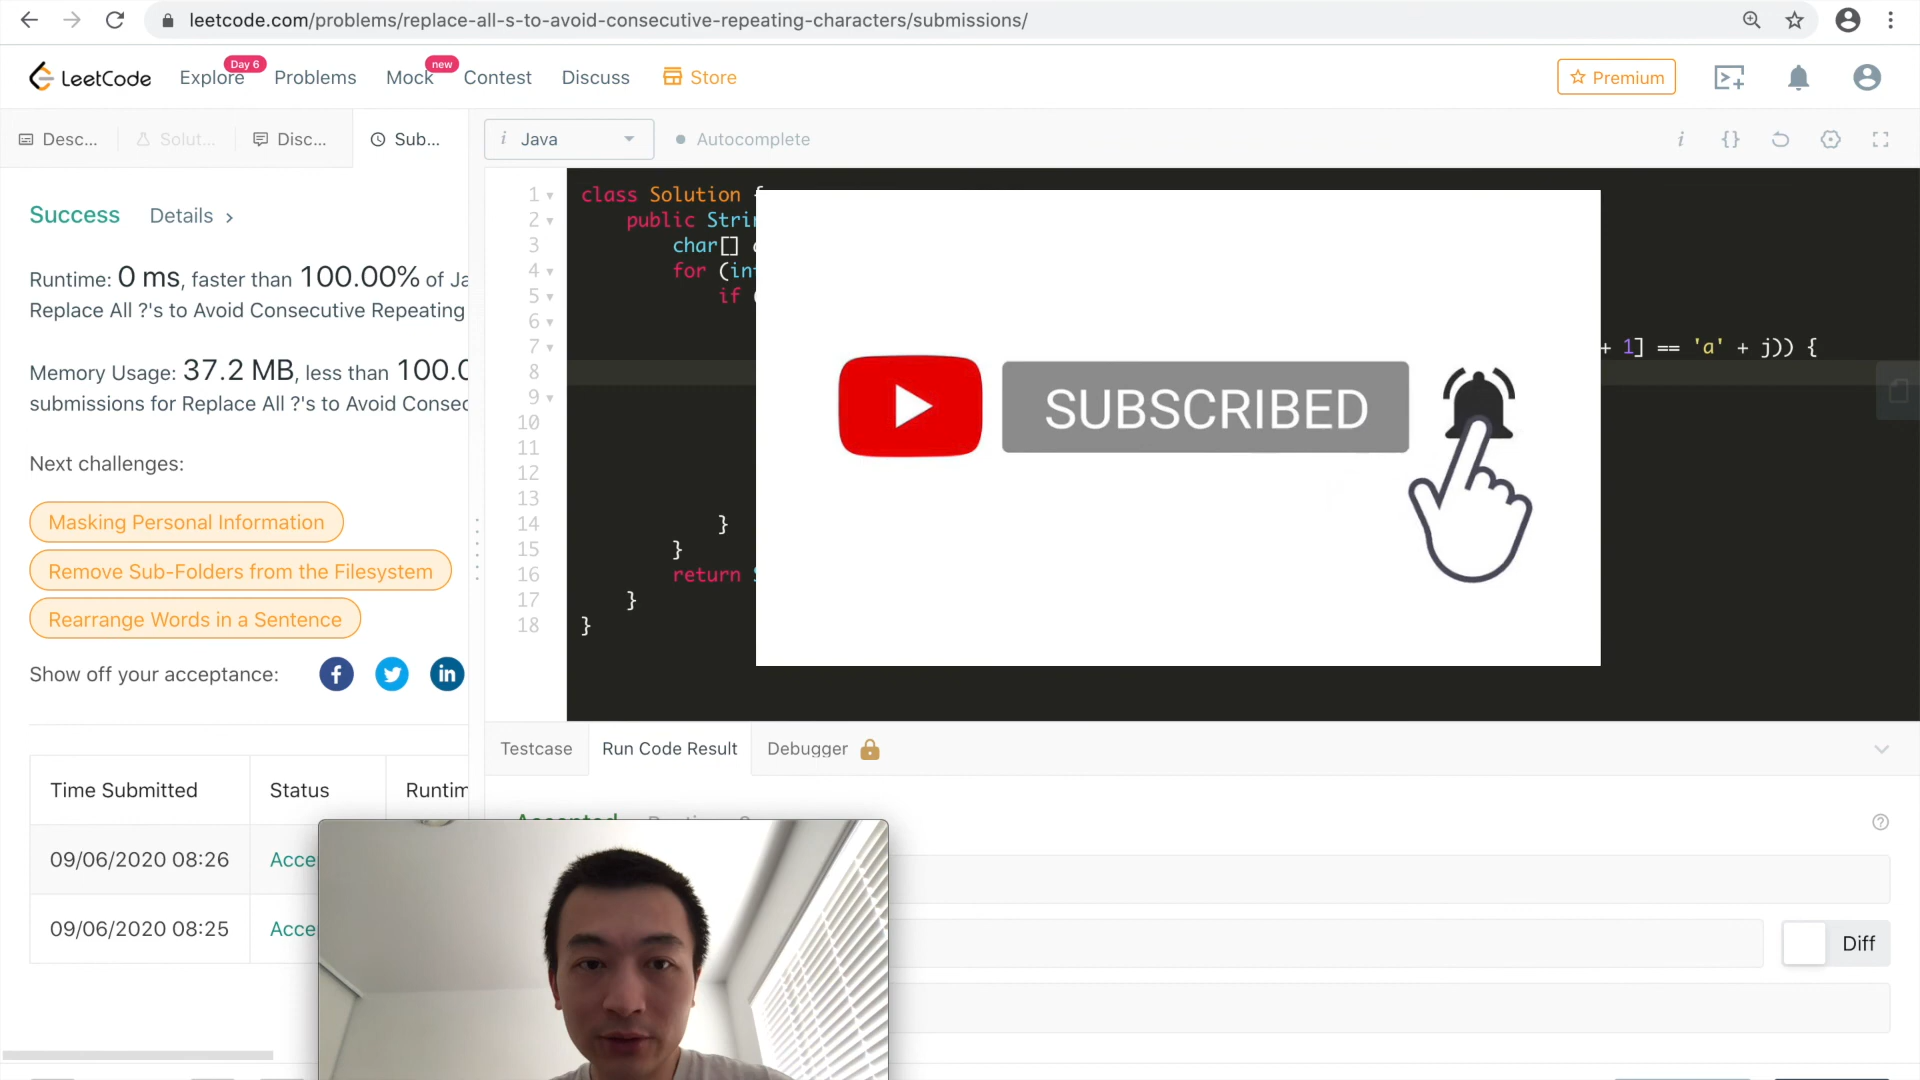 leetcode.com/problems/replace-all-s-to-avoid-consecutive-repeating-characters/submissions/
LeetCode
Explore
Day 6
Problems
Mock
new
Contest
Discuss
Store
Premium
Desc...
Solut...
Disc...
Sub...
Success
Details
Runtime: 0 ms, faster than 100.00% of Ja
Replace All ?'s to Avoid Consecutive Repeating
Memory Usage: 37.2 MB, less than 100.0
submissions for Replace All ?'s to Avoid Consec
Next challenges:
Masking Personal Information
Remove Sub-Folders from the Filesystem
Rearrange Words in a Sentence
Show off your acceptance:
Time Submitted Status Runtim
09/06/2020 08:26 Acce
09/06/2020 08:25 Acce
i Java
Autocomplete
i {}
1 class Solution {
2 public Strin
3 char[]
4 for (int
5 if (
6
7 + 1] == 'a' + j)) {
8
9
10
11
12
13
14 }
15 }
16 return S
17 }
18 }
SUBSCRIBED
Testcase
Run Code Result
Debugger
Accepted
Diff